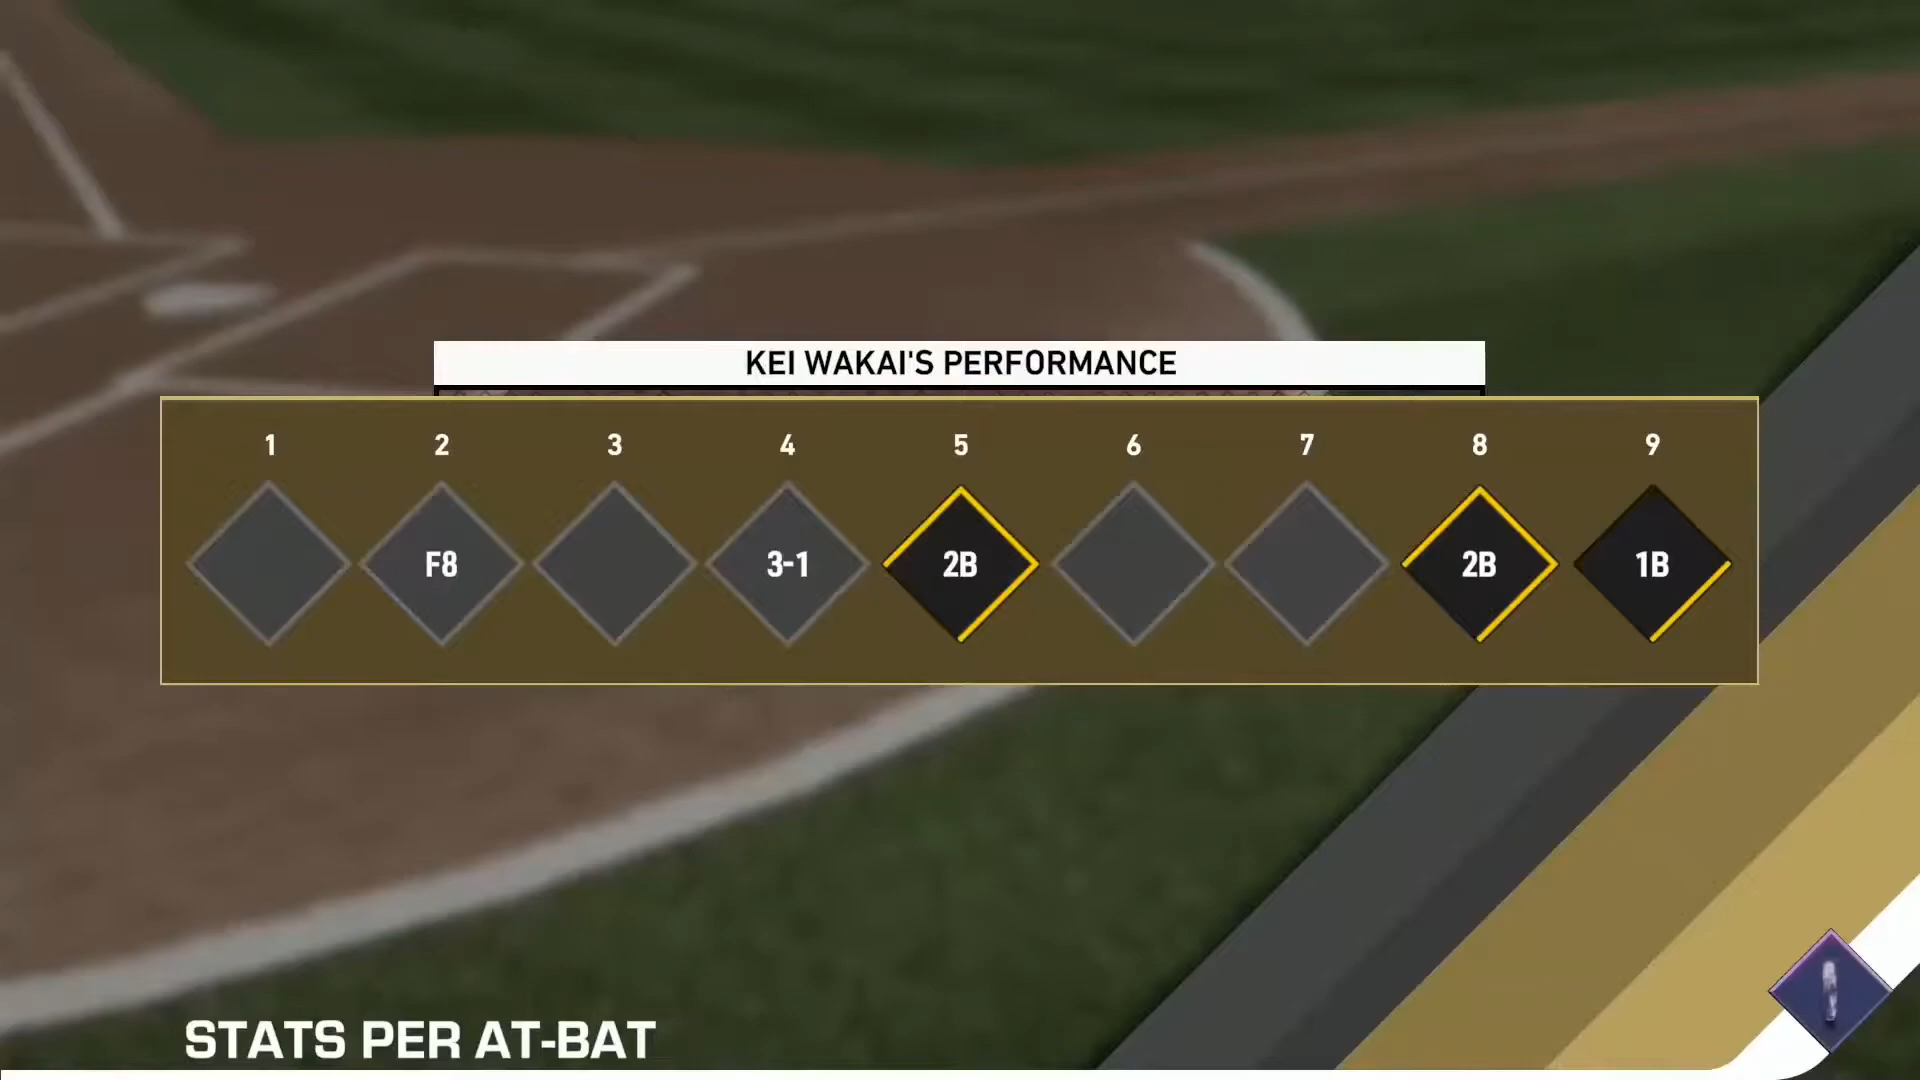 KEI WAKAI'S PERFORMANCE
1 2 3 4 5 6 7 8 9
F8 3-1 2B 2B 1B
STATS PER AT-BAT